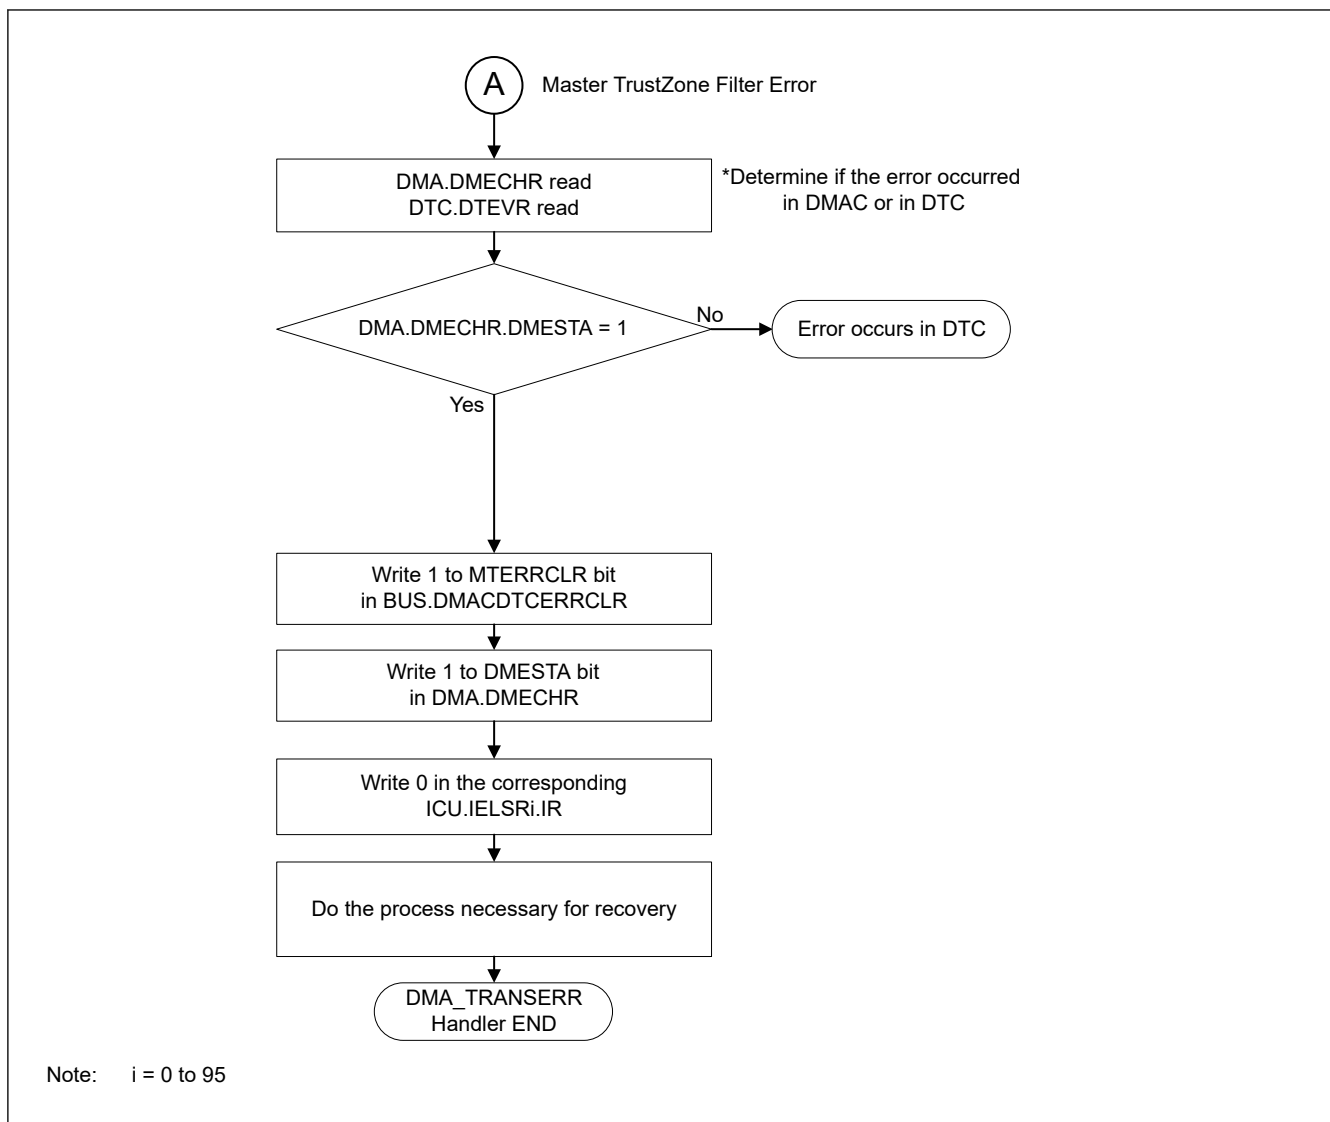 A
Master TrustZone Filter Error
DMA.DMECHR read
DTC.DTEVR read
*Determine if the error occurred
in DMAC or in DTC
DMA.DMECHR.DMESTA = 1
No
Error occurs in DTC
Yes
Write 1 to MTERRCLR bit
in BUS.DMACDTCERRCLR
Write 1 to DMESTA bit
in DMA.DMECHR
Write 0 in the corresponding
ICU.IELSRi.IR
Do the process necessary for recovery
DMA_TRANSERR
Handler END
Note: i = 0 to 95